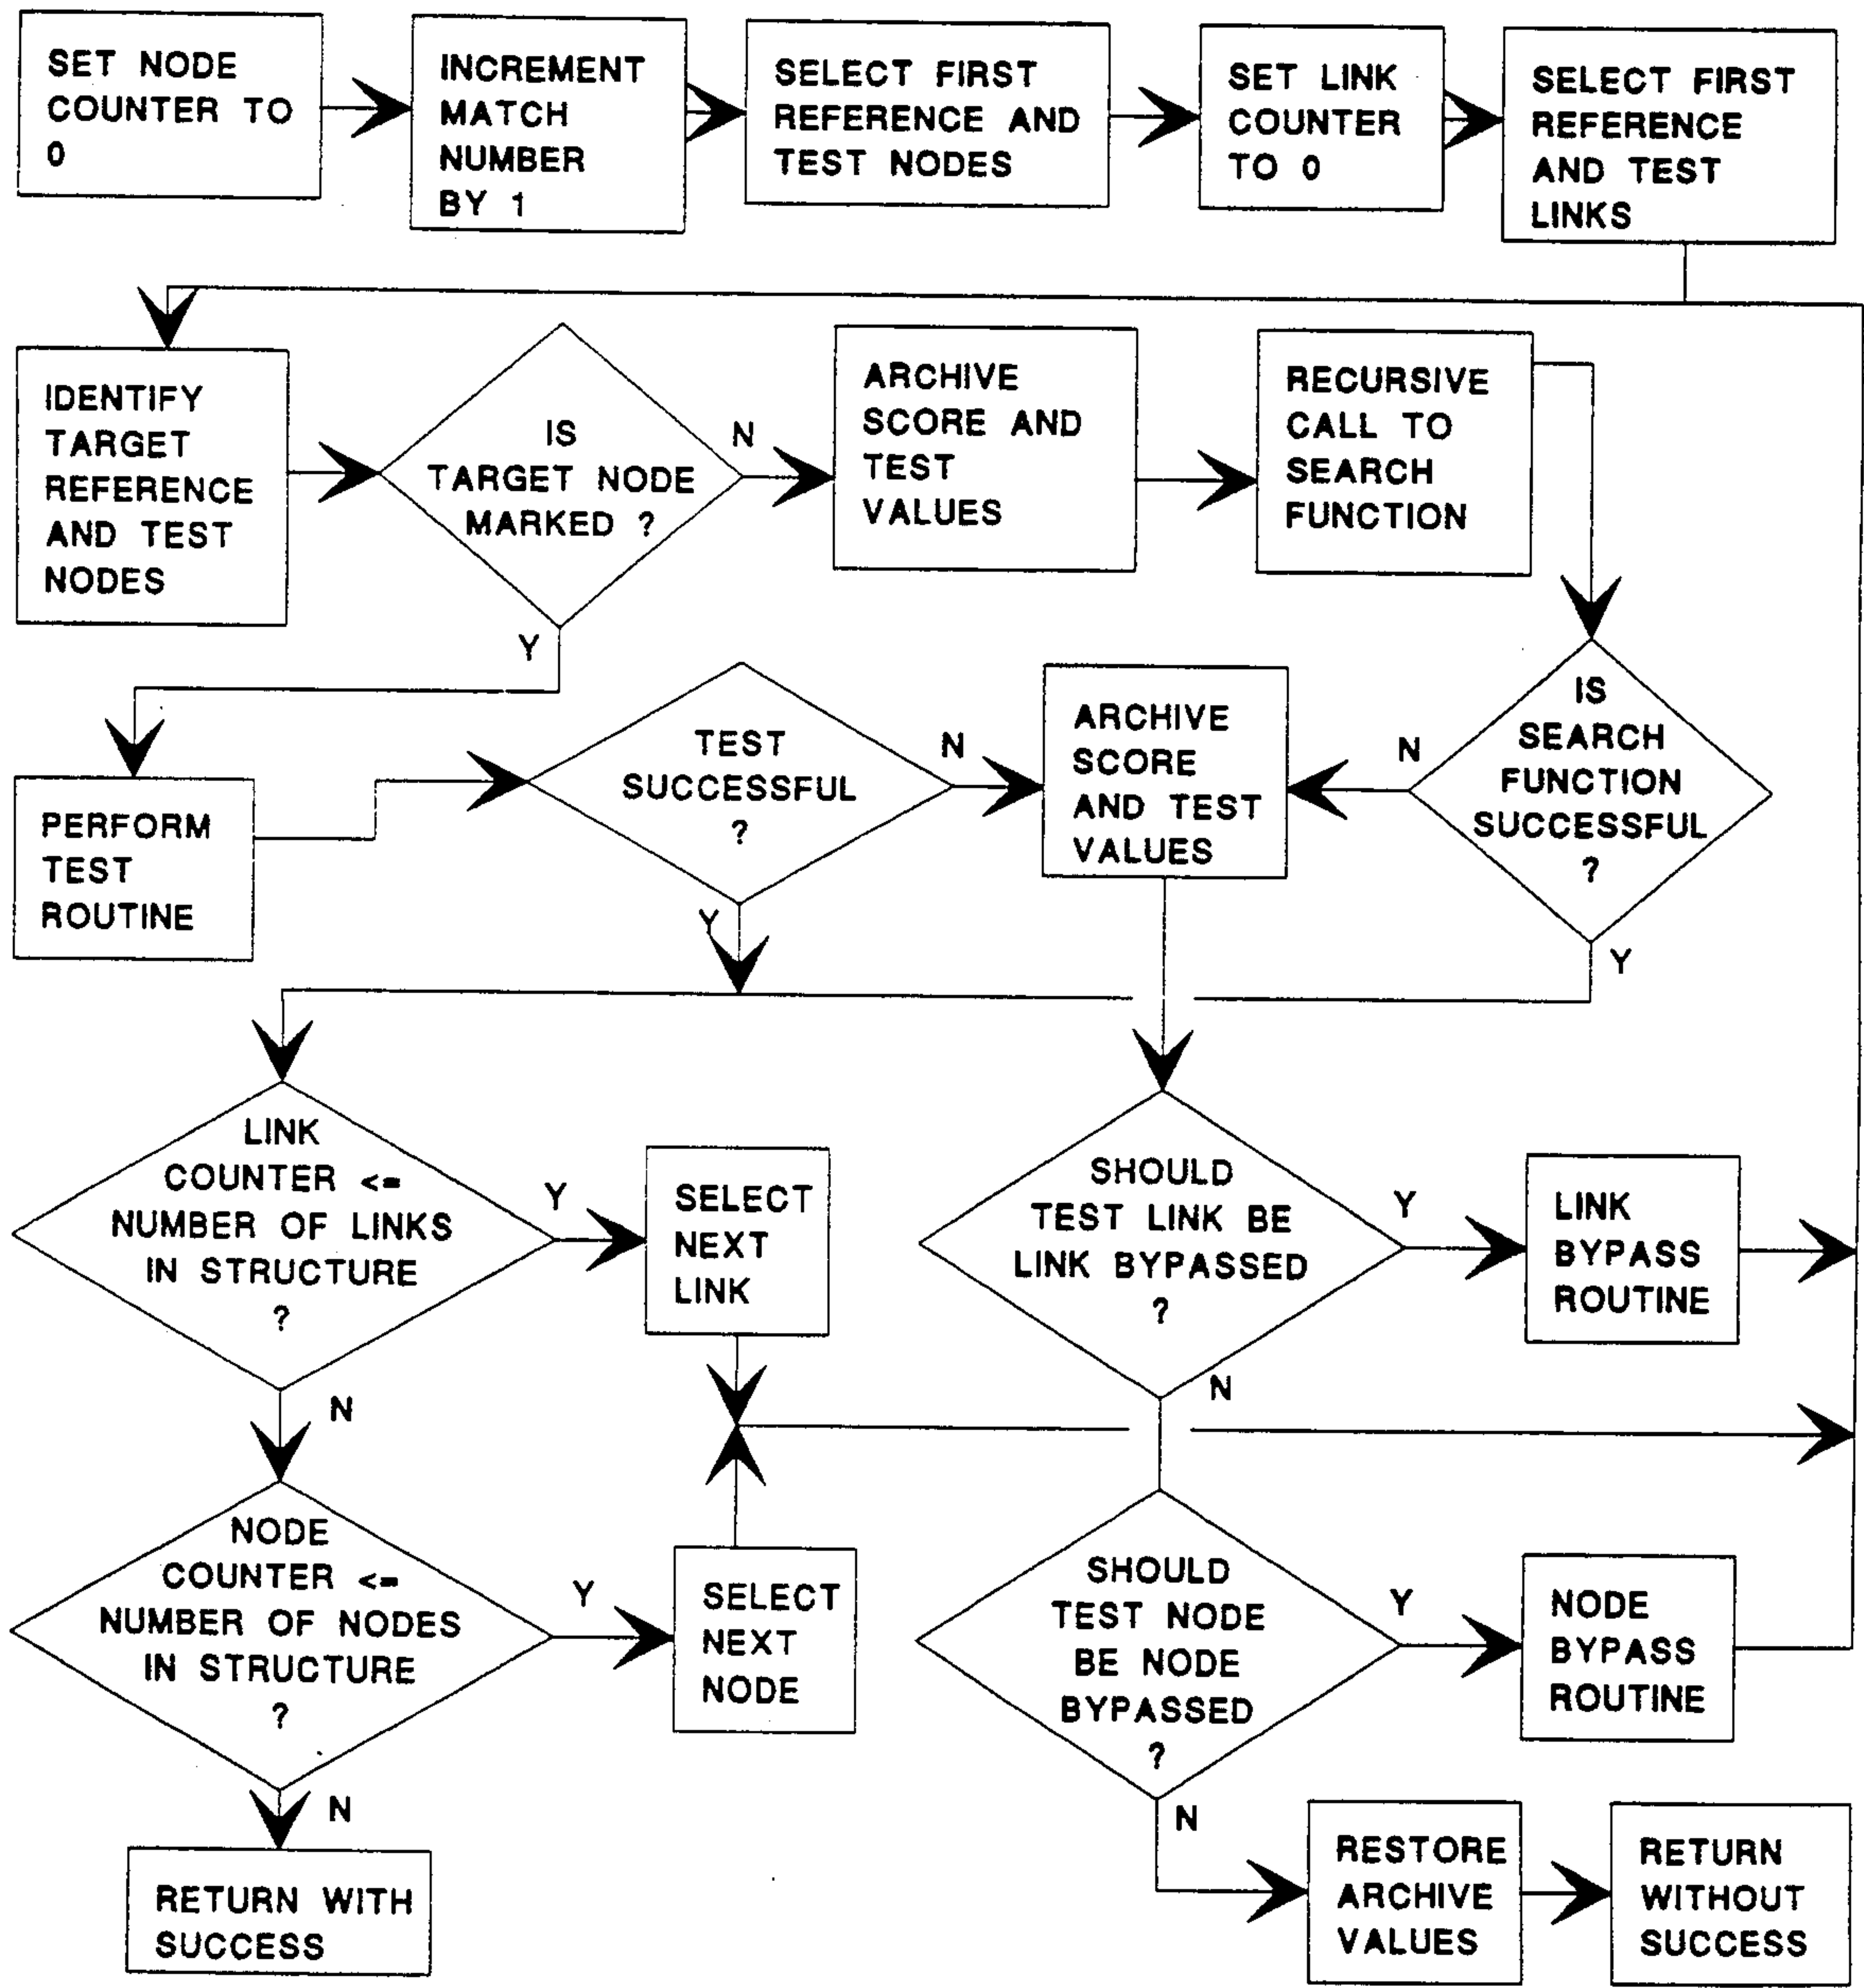 SET NODE
COUNTER TO
0
INCREMENT
MATCH
NUMBER
BY 1
SELECT FIRST
REFERENCE AND
TEST NODES
SET LINK
COUNTER
TO 0
SELECT FIRST
REFERENCE
AND TEST
LINKS
IDENTIFY
TARGET
REFERENCE
AND TEST
NODES
IS
TARGET NODE
MARKED ?
N
Y
ARCHIVE
SCORE AND
TEST
VALUES
RECURSIVE
CALL TO
SEARCH
FUNCTION
PERFORM
TEST
ROUTINE
TEST
SUCCESSFUL
?
N
Y
ARCHIVE
SCORE
AND TEST
VALUES
N
IS
SEARCH
FUNCTION
SUCCESSFUL
?
Y
LINK
COUNTER <=
NUMBER OF LINKS
IN STRUCTURE
?
Y
N
SELECT
NEXT
LINK
SHOULD
TEST LINK BE
LINK BYPASSED
?
Y
N
LINK
BYPASS
ROUTINE
NODE
COUNTER <=
NUMBER OF NODES
IN STRUCTURE
?
Y
N
SELECT
NEXT
NODE
SHOULD
TEST NODE
BE NODE
BYPASSED
?
Y
N
NODE
BYPASS
ROUTINE
RETURN WITH
SUCCESS
RESTORE
ARCHIVE
VALUES
RETURN
WITHOUT
SUCCESS